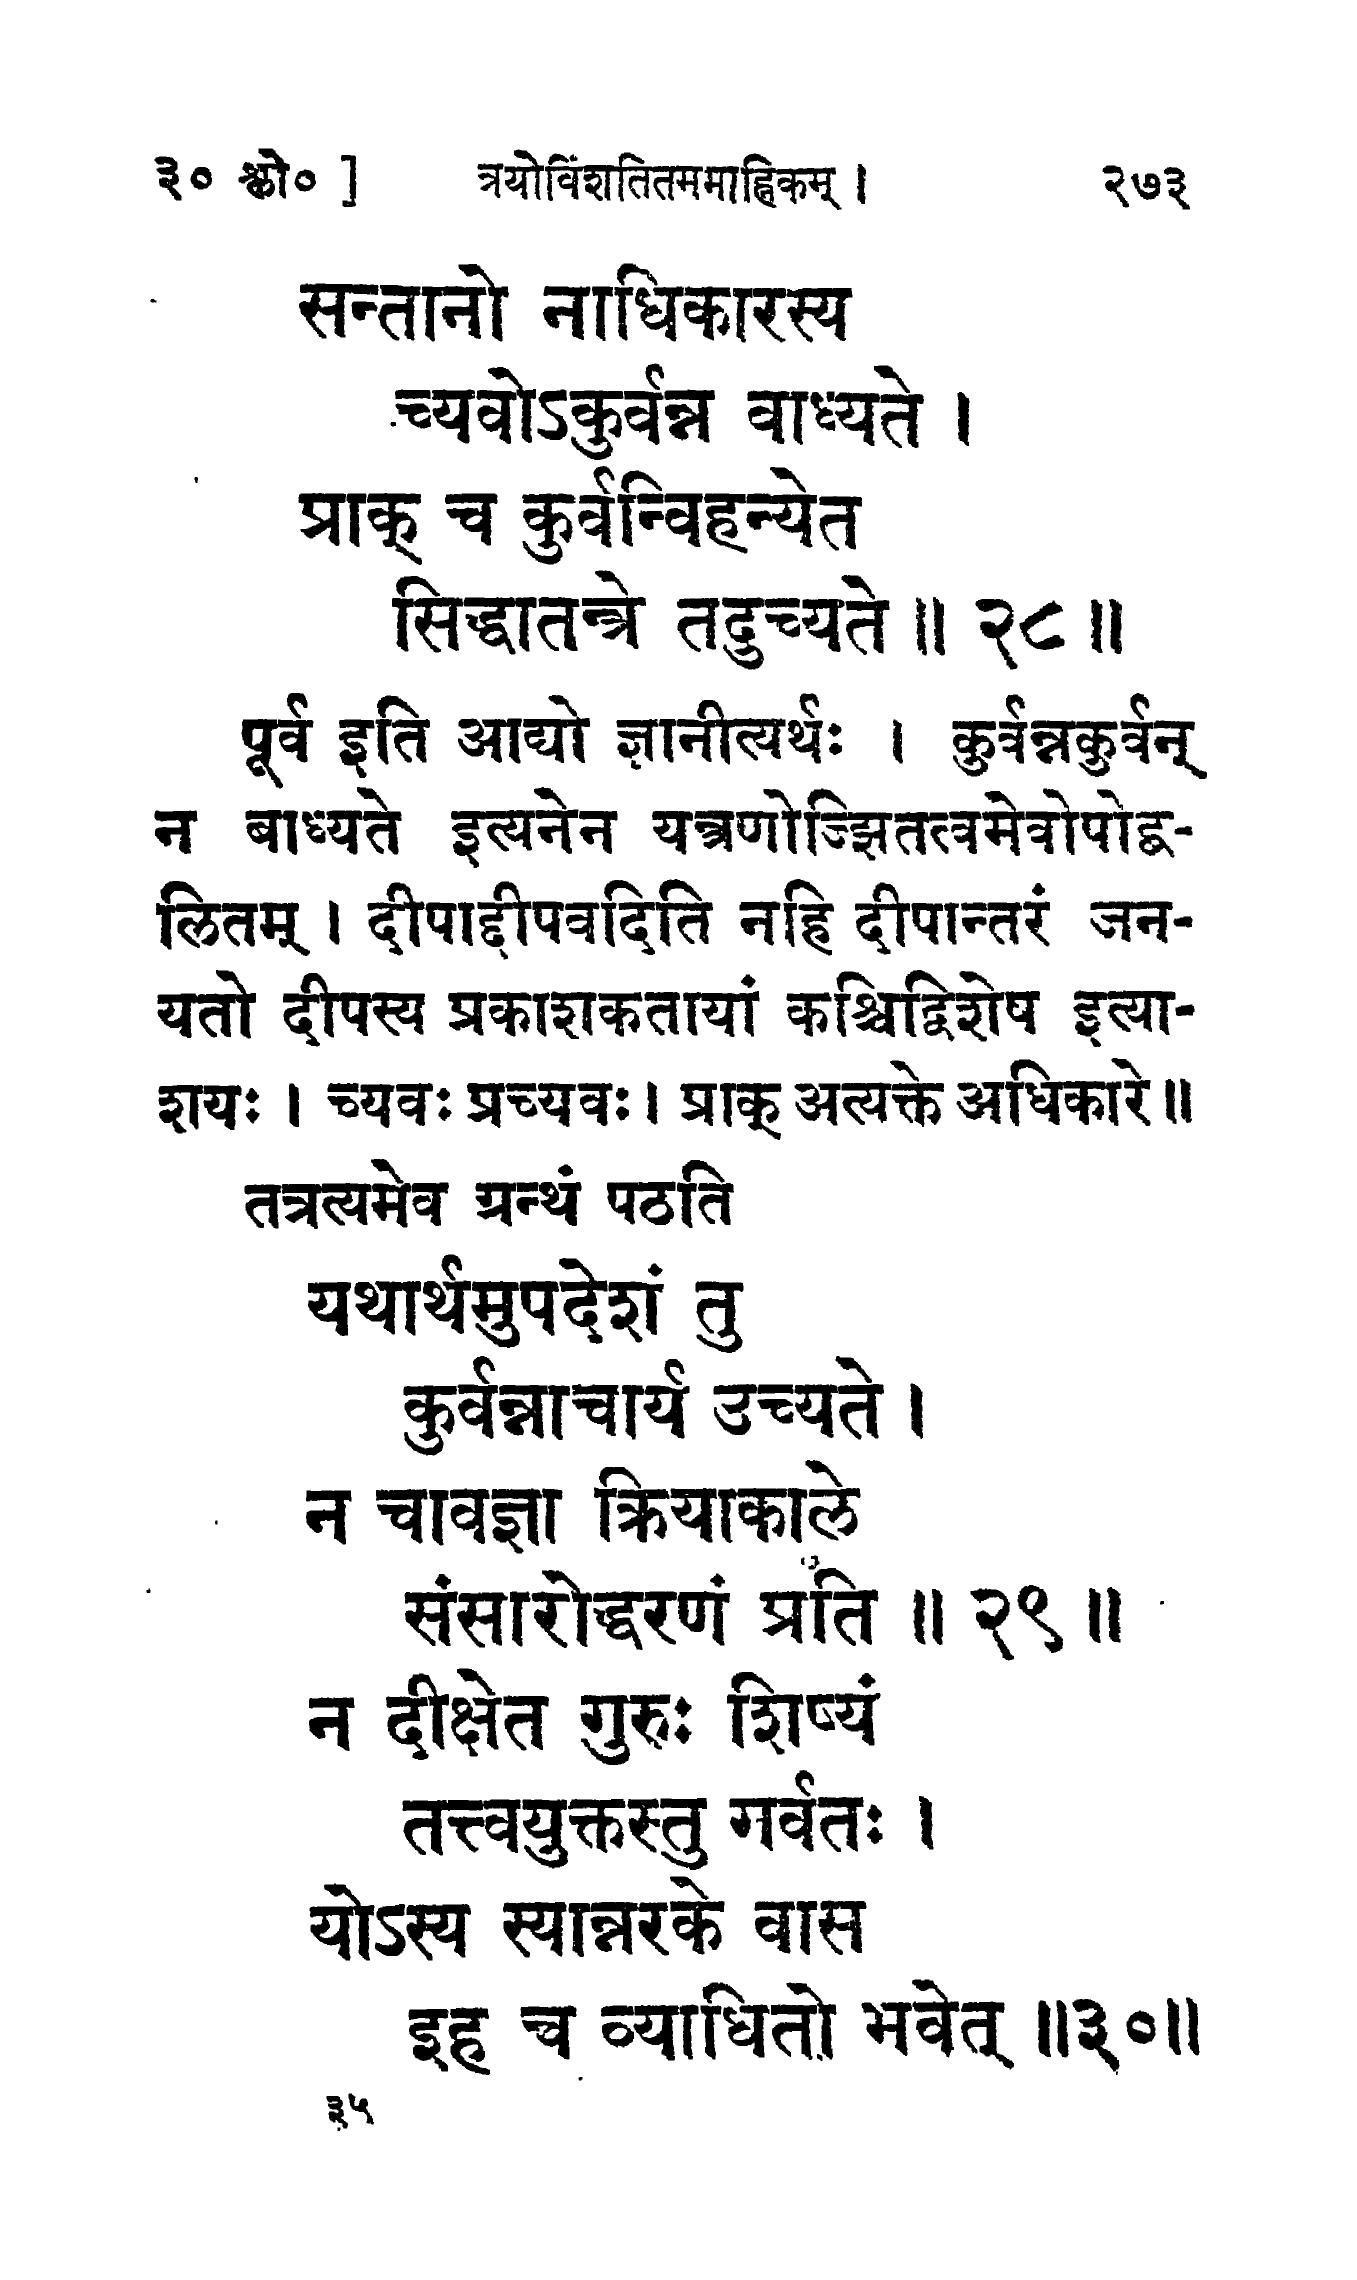 ३० श्लो० ] त्रयोविंशतितममाह्निकम् । २७३
सन्तानो नाधिकारस्य
च्यवोऽकुर्वन्न वाध्यते ।
प्राक् च कुर्वन्विहन्येत
सिद्धातन्त्रे तदुच्यते ॥ २८ ॥
पूर्व इति आद्यो ज्ञानीत्यर्थः । कुर्वन्नकुर्वन्
न बाध्यते इत्यनेन यन्त्रणोज्झितत्वमेवोपोद्व-
लितम् । दीपाद्दीपवदिति नहि दीपान्तरं जन-
यतो दीपस्य प्रकाशकतायां कश्चिद्विशेष इत्या-
शयः । च्यवः प्रच्यवः । प्राक् अत्यक्ते अधिकारे ॥
तत्रत्यमेव ग्रन्थं पठति
यथार्थमुपदेशं तु
कुर्वन्नाचार्य उच्यते ।
न चावज्ञा क्रियाकाले
संसारोद्धरणं प्रति ॥ २९ ॥
न दीक्षेत गुरुः शिष्यं
तत्त्वयुक्तस्तु गर्वतः ।
योऽस्य स्यान्नरके वास
इह च व्याधितो भवेत् ॥३०॥
३५